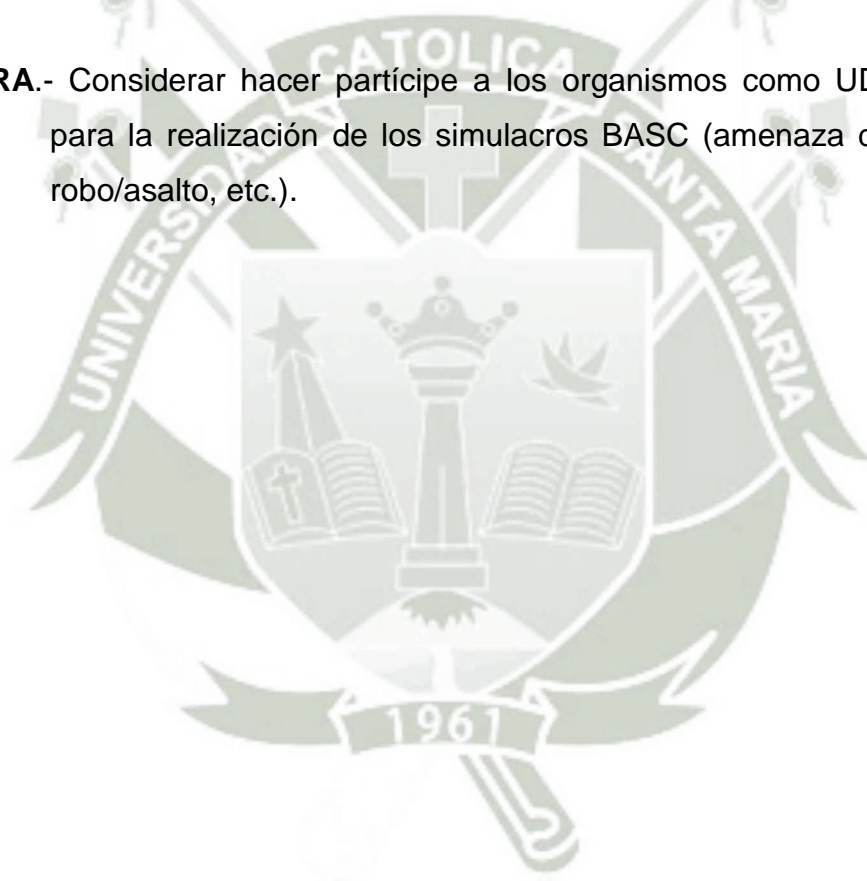 RA.- Considerar hacer partícipe a los organismos como
para la realización de los simulacros BASC (amenaza
robo/asalto, etc.).
UNIVERSIDAD CATOLICA SANTA MARIA
1961